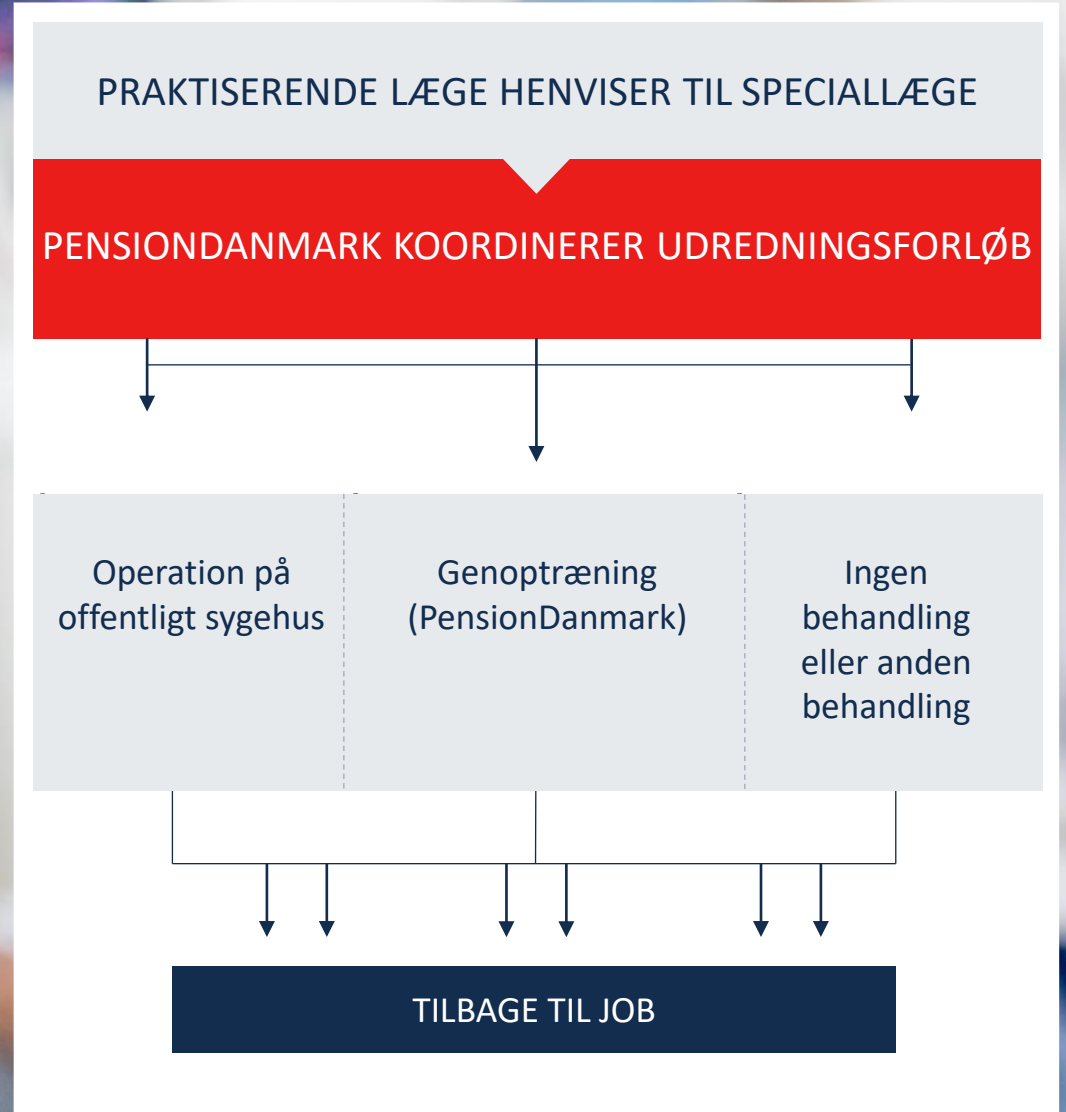 PRAKTISERENDE LÆGE HENVISER TIL SPECIALLÆGE
PENSIONDANMARK KOORDINERER UDREDNINGSFORLØB
Operation på
offentligt sygehus
Genoptræning
(PensionDanmark)
Ingen
behandling
eller anden
behandling
TILBAGE TIL JOB